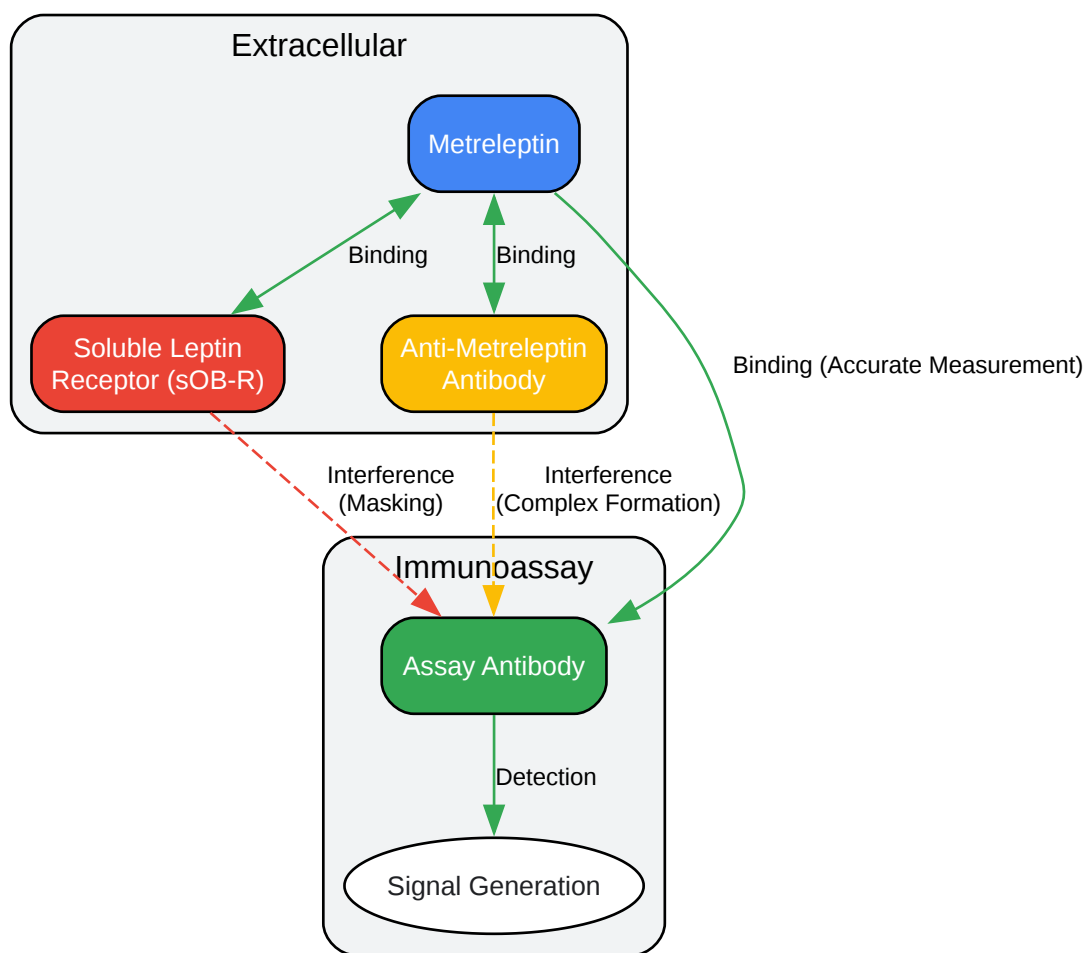 Extracellular
Metreleptin
Binding
Binding
Soluble Leptin
Receptor (sOB-R)
Anti-Metreleptin
Antibody
Binding (Accurate Measurement)
Interference
(Masking)
Interference
(Complex Formation)
Immunoassay
Assay Antibody
Detection
Signal Generation